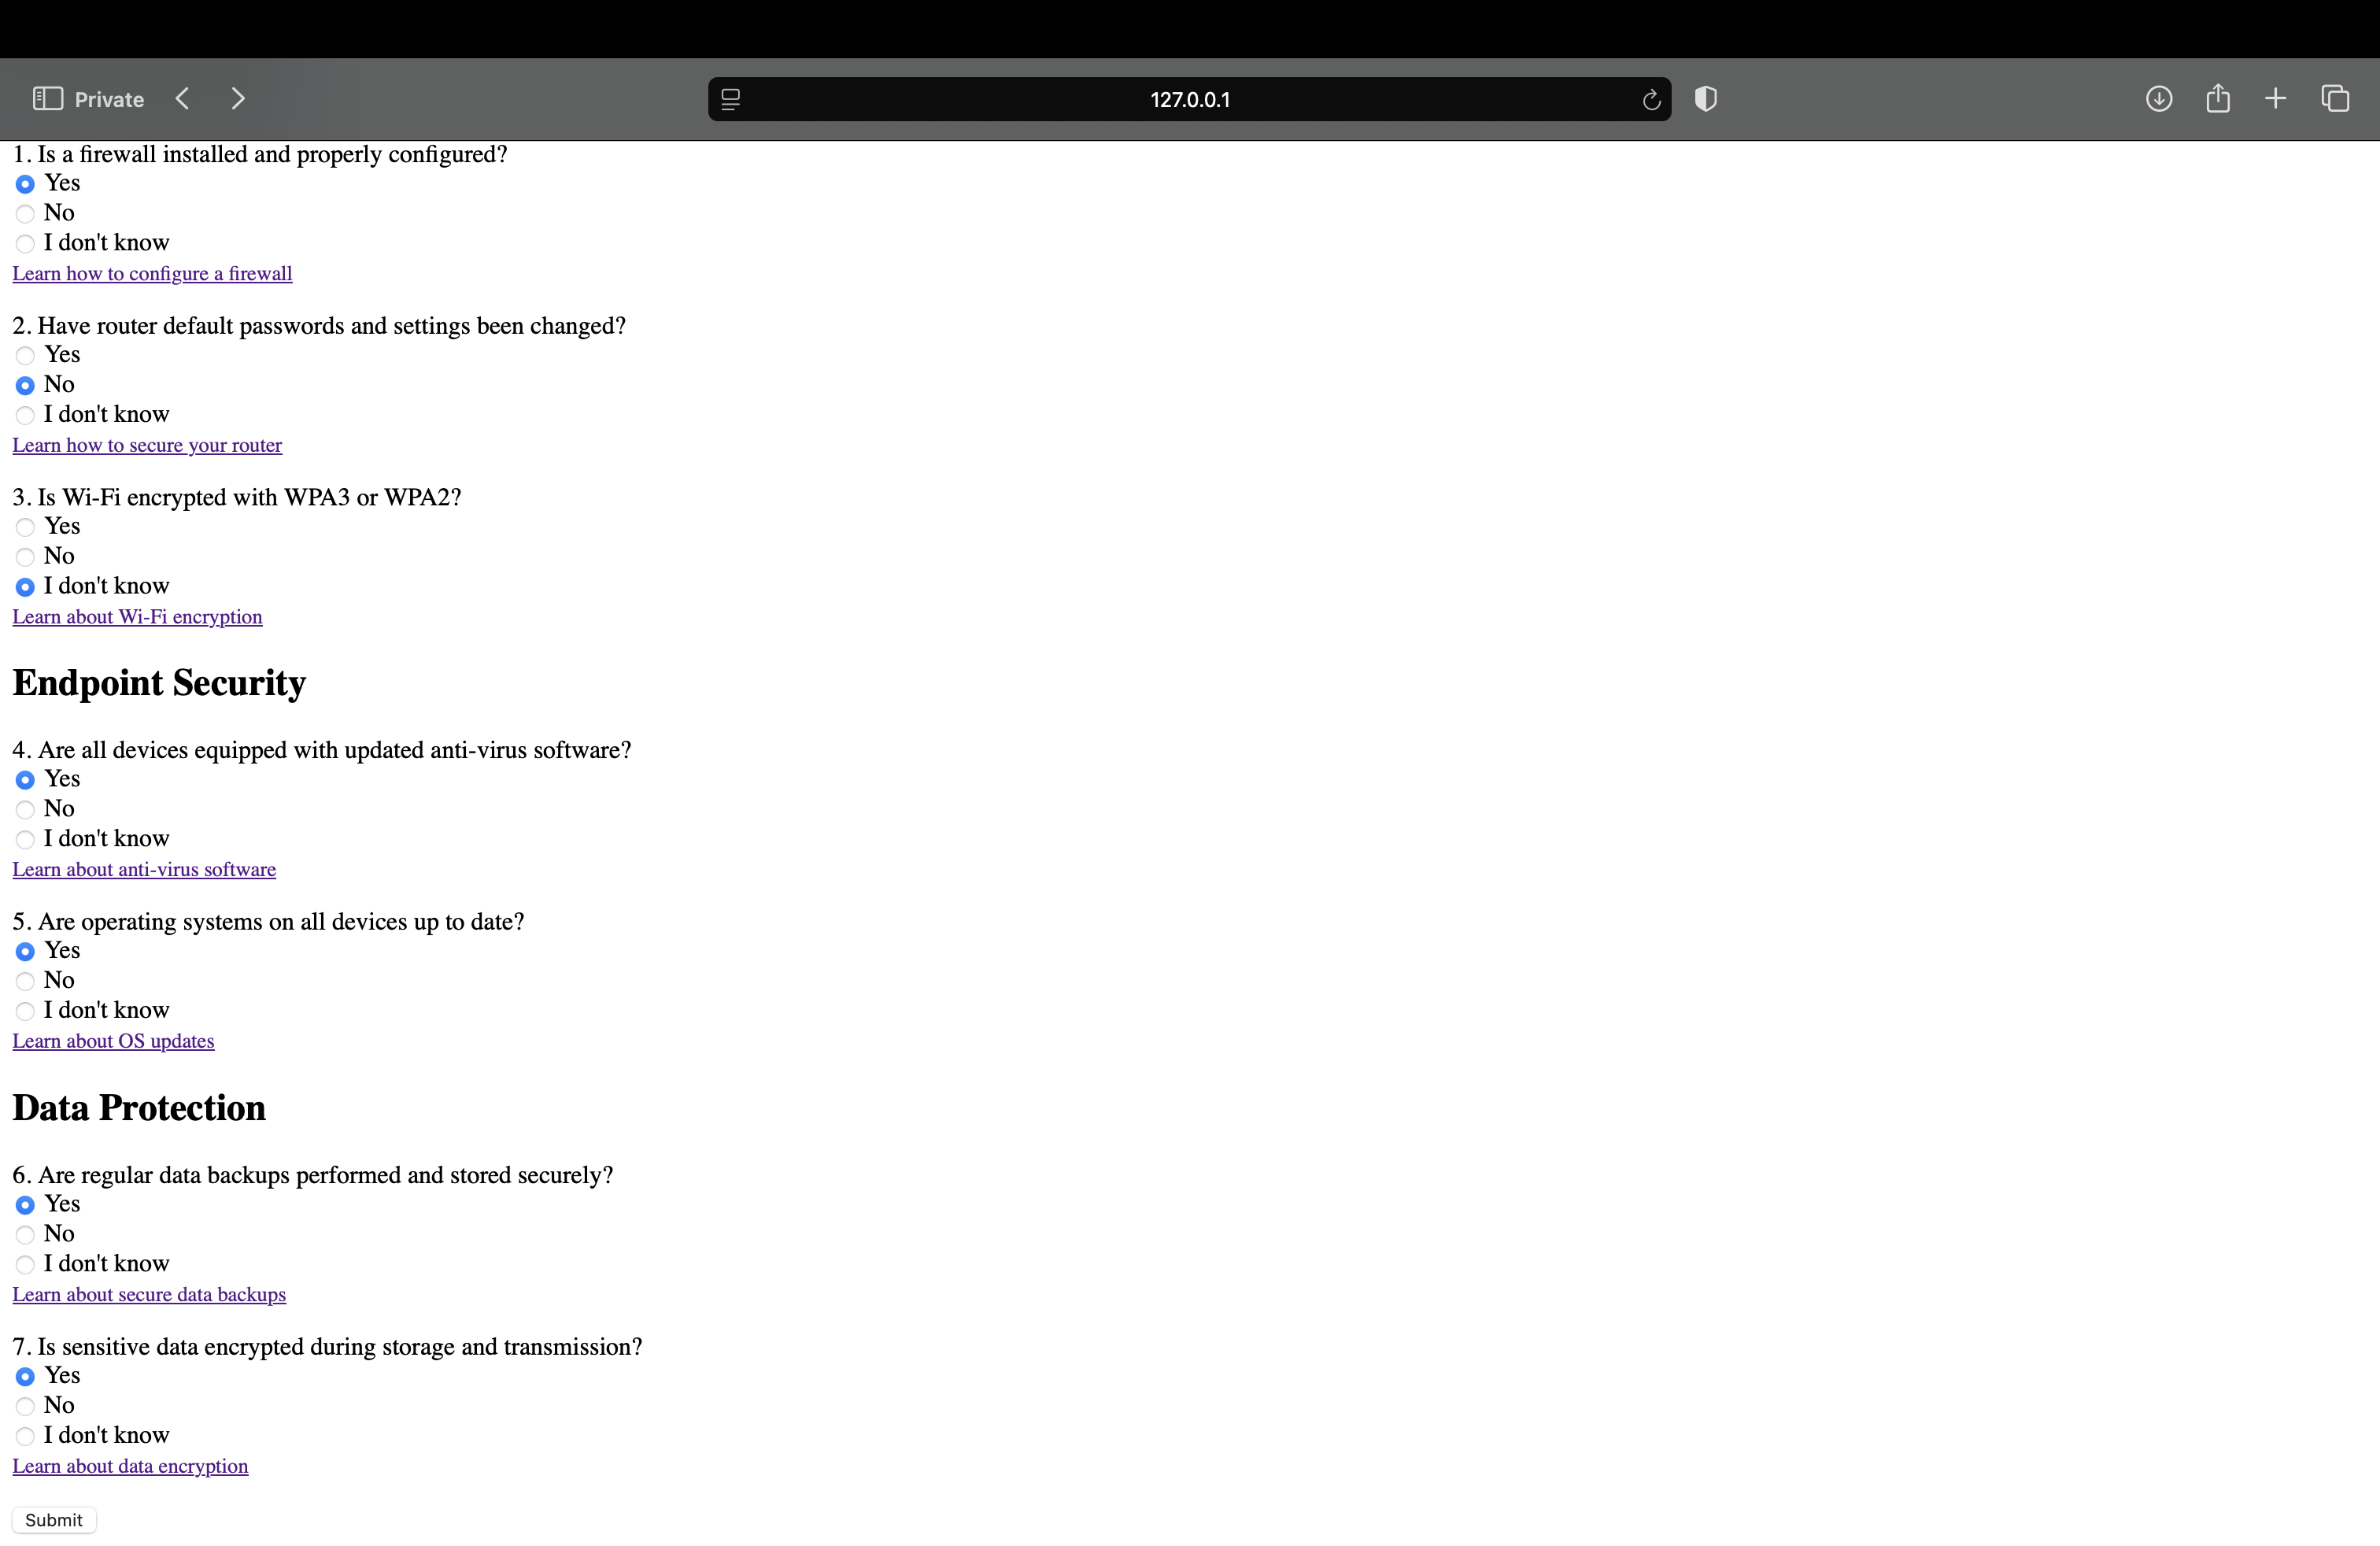 Private
127.0.0.1
1. Is a firewall installed and properly configured?
Yes
No
I don't know
Learn how to configure a firewall
2. Have router default passwords and settings been changed?
Yes
No
I don't know
Learn how to secure your router
3. Is Wi-Fi encrypted with WPA3 or WPA2?
Yes
No
I don't know
Learn about Wi-Fi encryption
Endpoint Security
4. Are all devices equipped with updated anti-virus software?
Yes
No
I don't know
Learn about anti-virus software
5. Are operating systems on all devices up to date?
Yes
No
I don't know
Learn about OS updates
Data Protection
6. Are regular data backups performed and stored securely?
Yes
No
I don't know
Learn about secure data backups
7. Is sensitive data encrypted during storage and transmission?
Yes
No
I don't know
Learn about data encryption
Submit